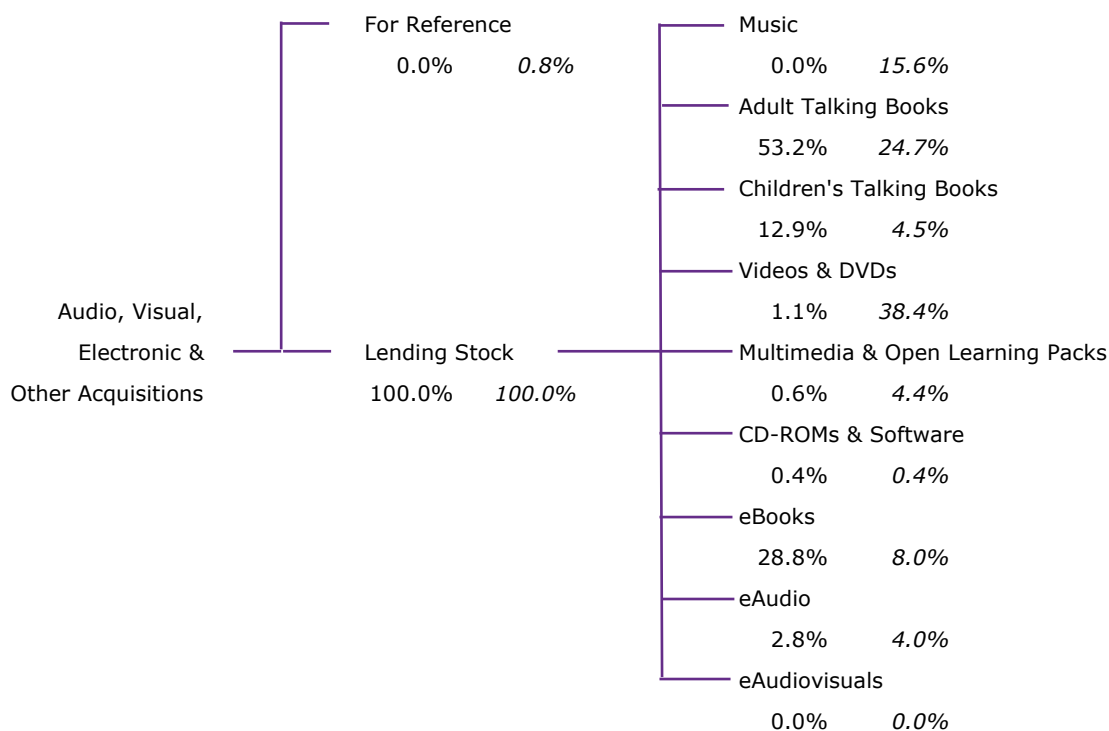 For Reference
0.0% 0.8%
Audio, Visual,
Electronic &
Other Acquisitions
Lending Stock
100.0% 100.0%
Music
0.0% 15.6%
Adult Talking Books
53.2% 24.7%
Children's Talking Books
12.9% 4.5%
Videos & DVDs
1.1% 38.4%
Multimedia & Open Learning Packs
0.6% 4.4%
CD-ROMs & Software
0.4% 0.4%
eBooks
28.8% 8.0%
eAudio
2.8% 4.0%
eAudiovisuals
0.0% 0.0%